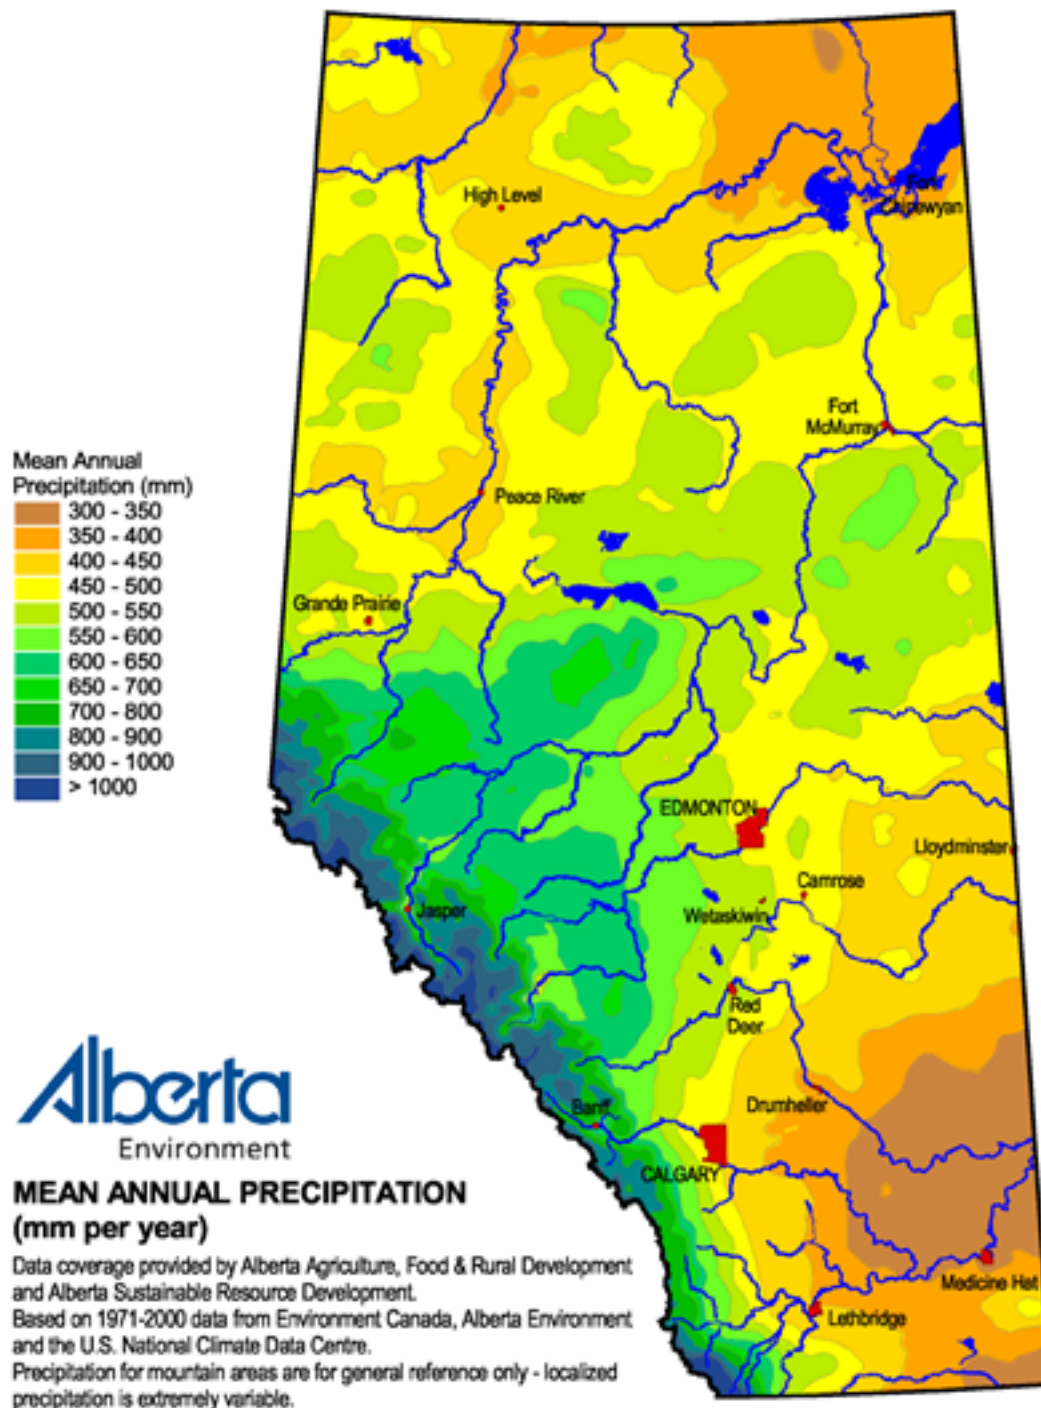 High Level
Fort
Chipewyan
Fort
McMurray
Mean Annual
Precipitation (mm)
300 - 350
350 - 400
400 - 450
450 - 500
500 - 550
550 - 600
600 - 650
650 - 700
700 - 800
800 - 900
900 - 1000
> 1000
Peace River
Grande Prairie
EDMONTON
Lloydminster
Camrose
Wetaskiwin
Jasper
Red
Deer
Drumheller
Banff
CALGARY
Medicine Hat
Lethbridge
Alberta
Environment
MEAN ANNUAL PRECIPITATION
(mm per year)
Data coverage provided by Alberta Agriculture, Food & Rural Development
and Alberta Sustainable Resource Development.
Based on 1971-2000 data from Environment Canada, Alberta Environment
and the U.S. National Climate Data Centre.
Precipitation for mountain areas are for general reference only - localized
precipitation is extremely variable.